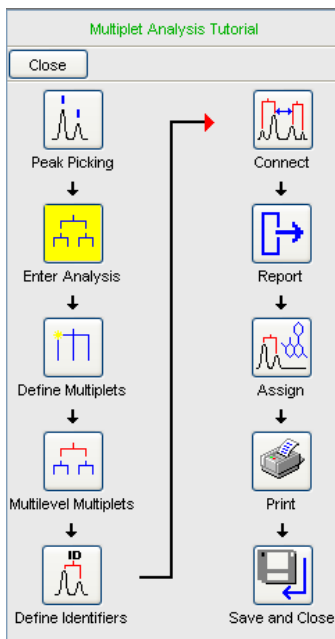 Multiplet Analysis Tutorial
Close
Peak Picking
Enter Analysis
Define Multiplets
Multilevel Multiplets
ID
Define Identifiers
Connect
Report
Assign
Print
Save and Close